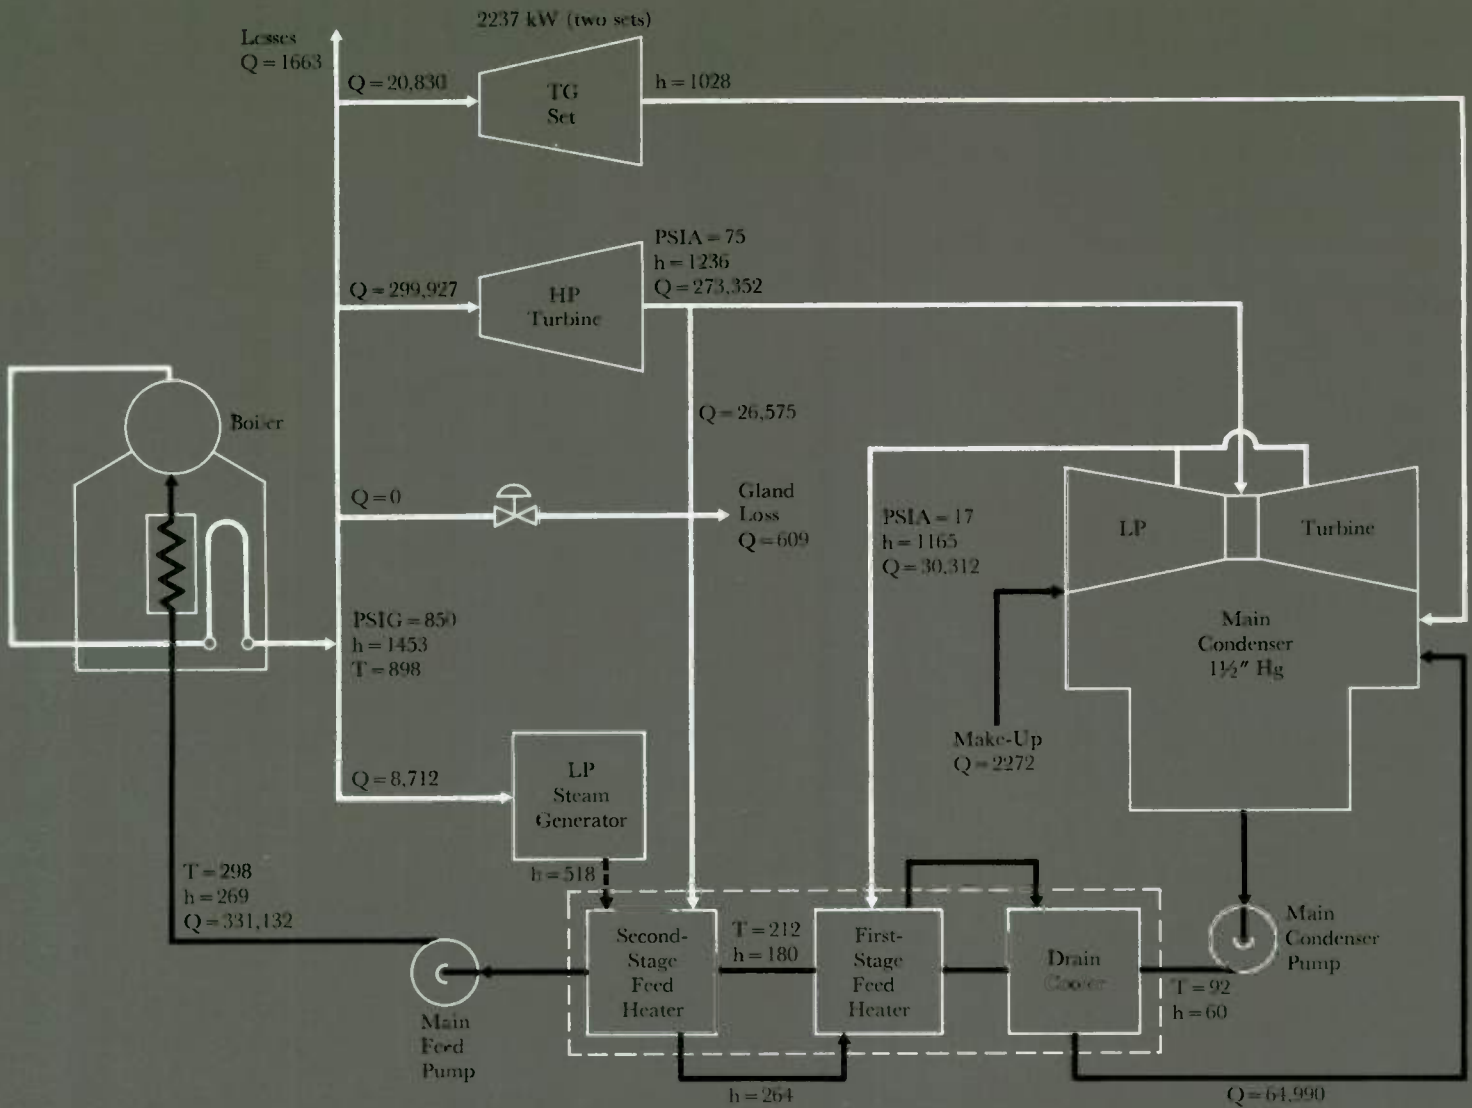 2237 kW (two sets)
Losses
Q = 1663
Q = 20,830
TG
Set
h = 1028
PSIA = 75
h = 1236
Q = 273,352
Q = 299,927
HP
Turbine
Boiler
Q = 26,575
Q = 0
Gland
Loss
Q = 609
PSIA = 17
h = 1165
Q = 30,312
LP
Turbine
PSIG = 850
h = 1453
T = 898
Main
Condenser
1½″ Hg
Make-Up
Q = 2272
Q = 8,712
LP
Steam
Generator
h = 518
T = 298
h = 269
Q = 331,132
Second-
Stage
Feed
Heater
T = 212
h = 180
First-
Stage
Feed
Heater
Drain
Cooler
Main
Condenser
Pump
T = 92
h = 60
Main
Feed
Pump
h = 264
Q = 64,990